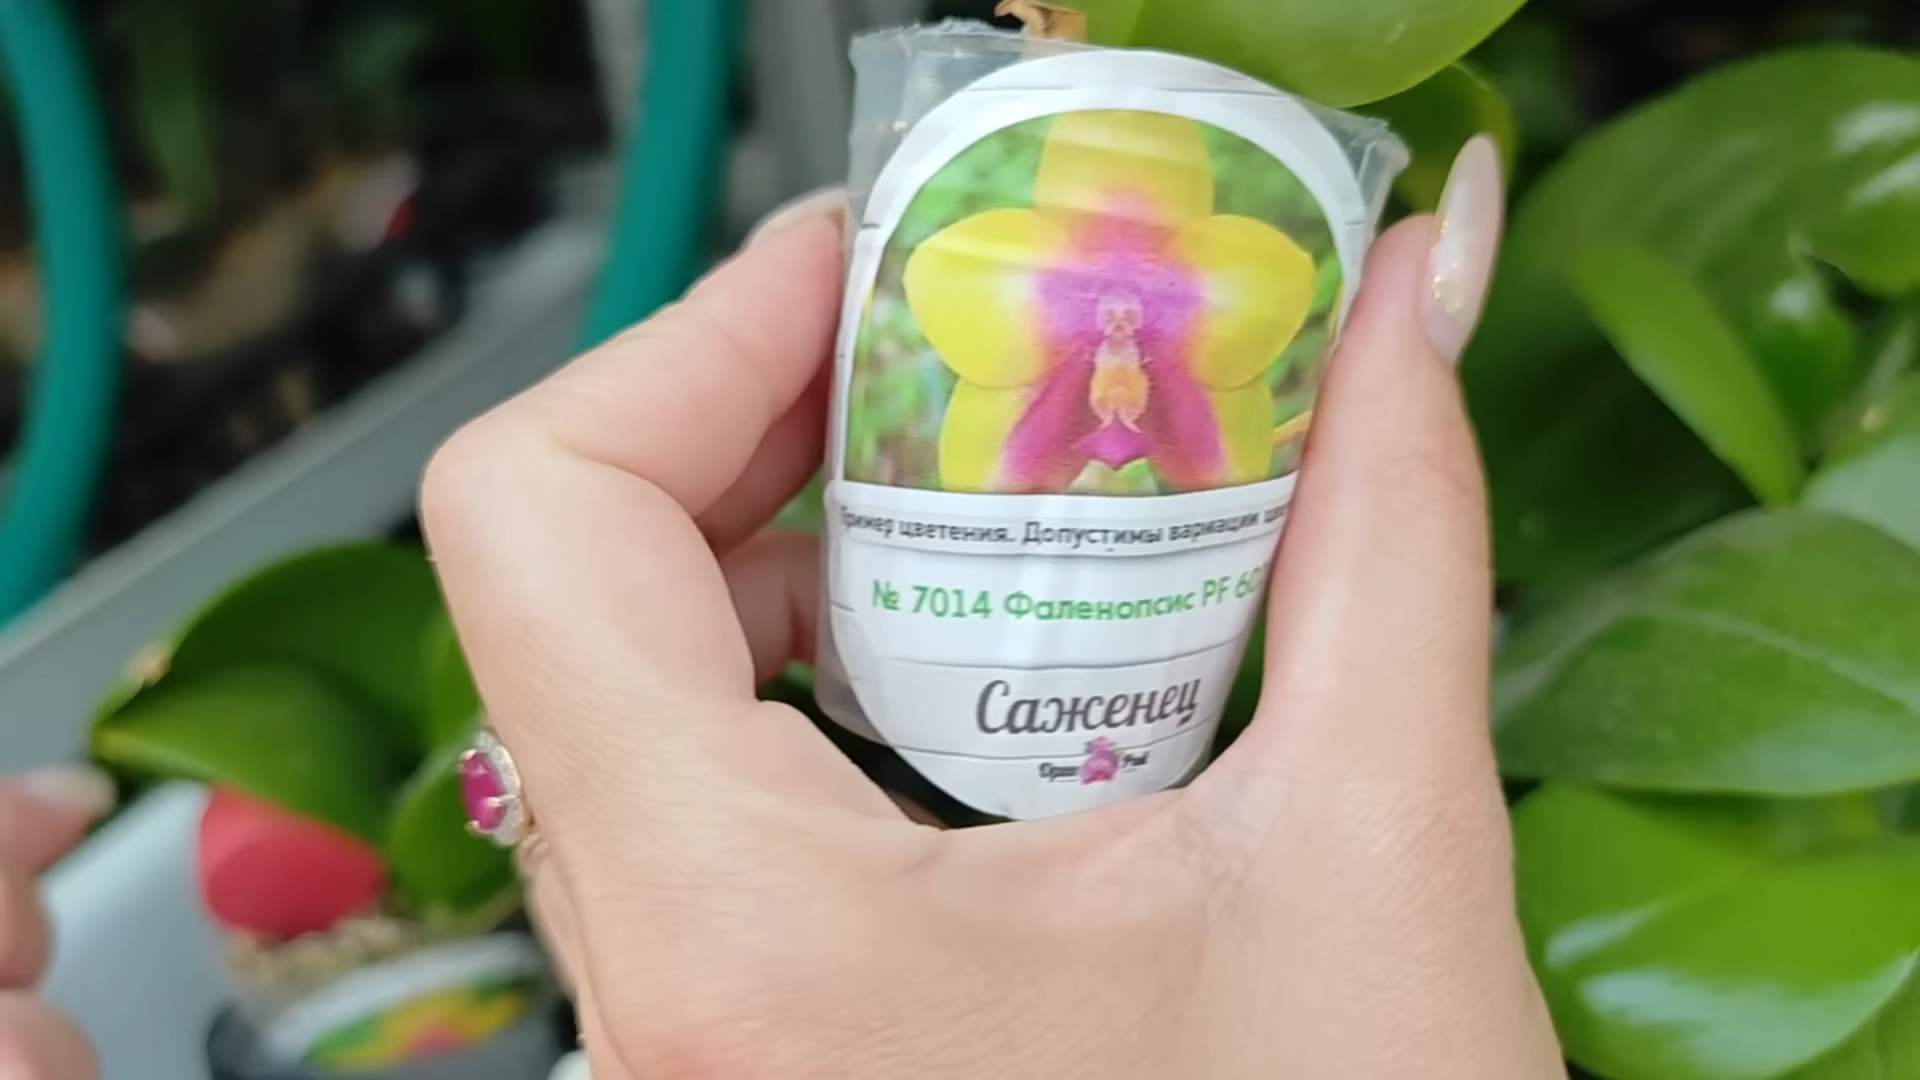 Пример цветения. Допустимы вариации
№ 7014 Фаленопсис PF
Саженец